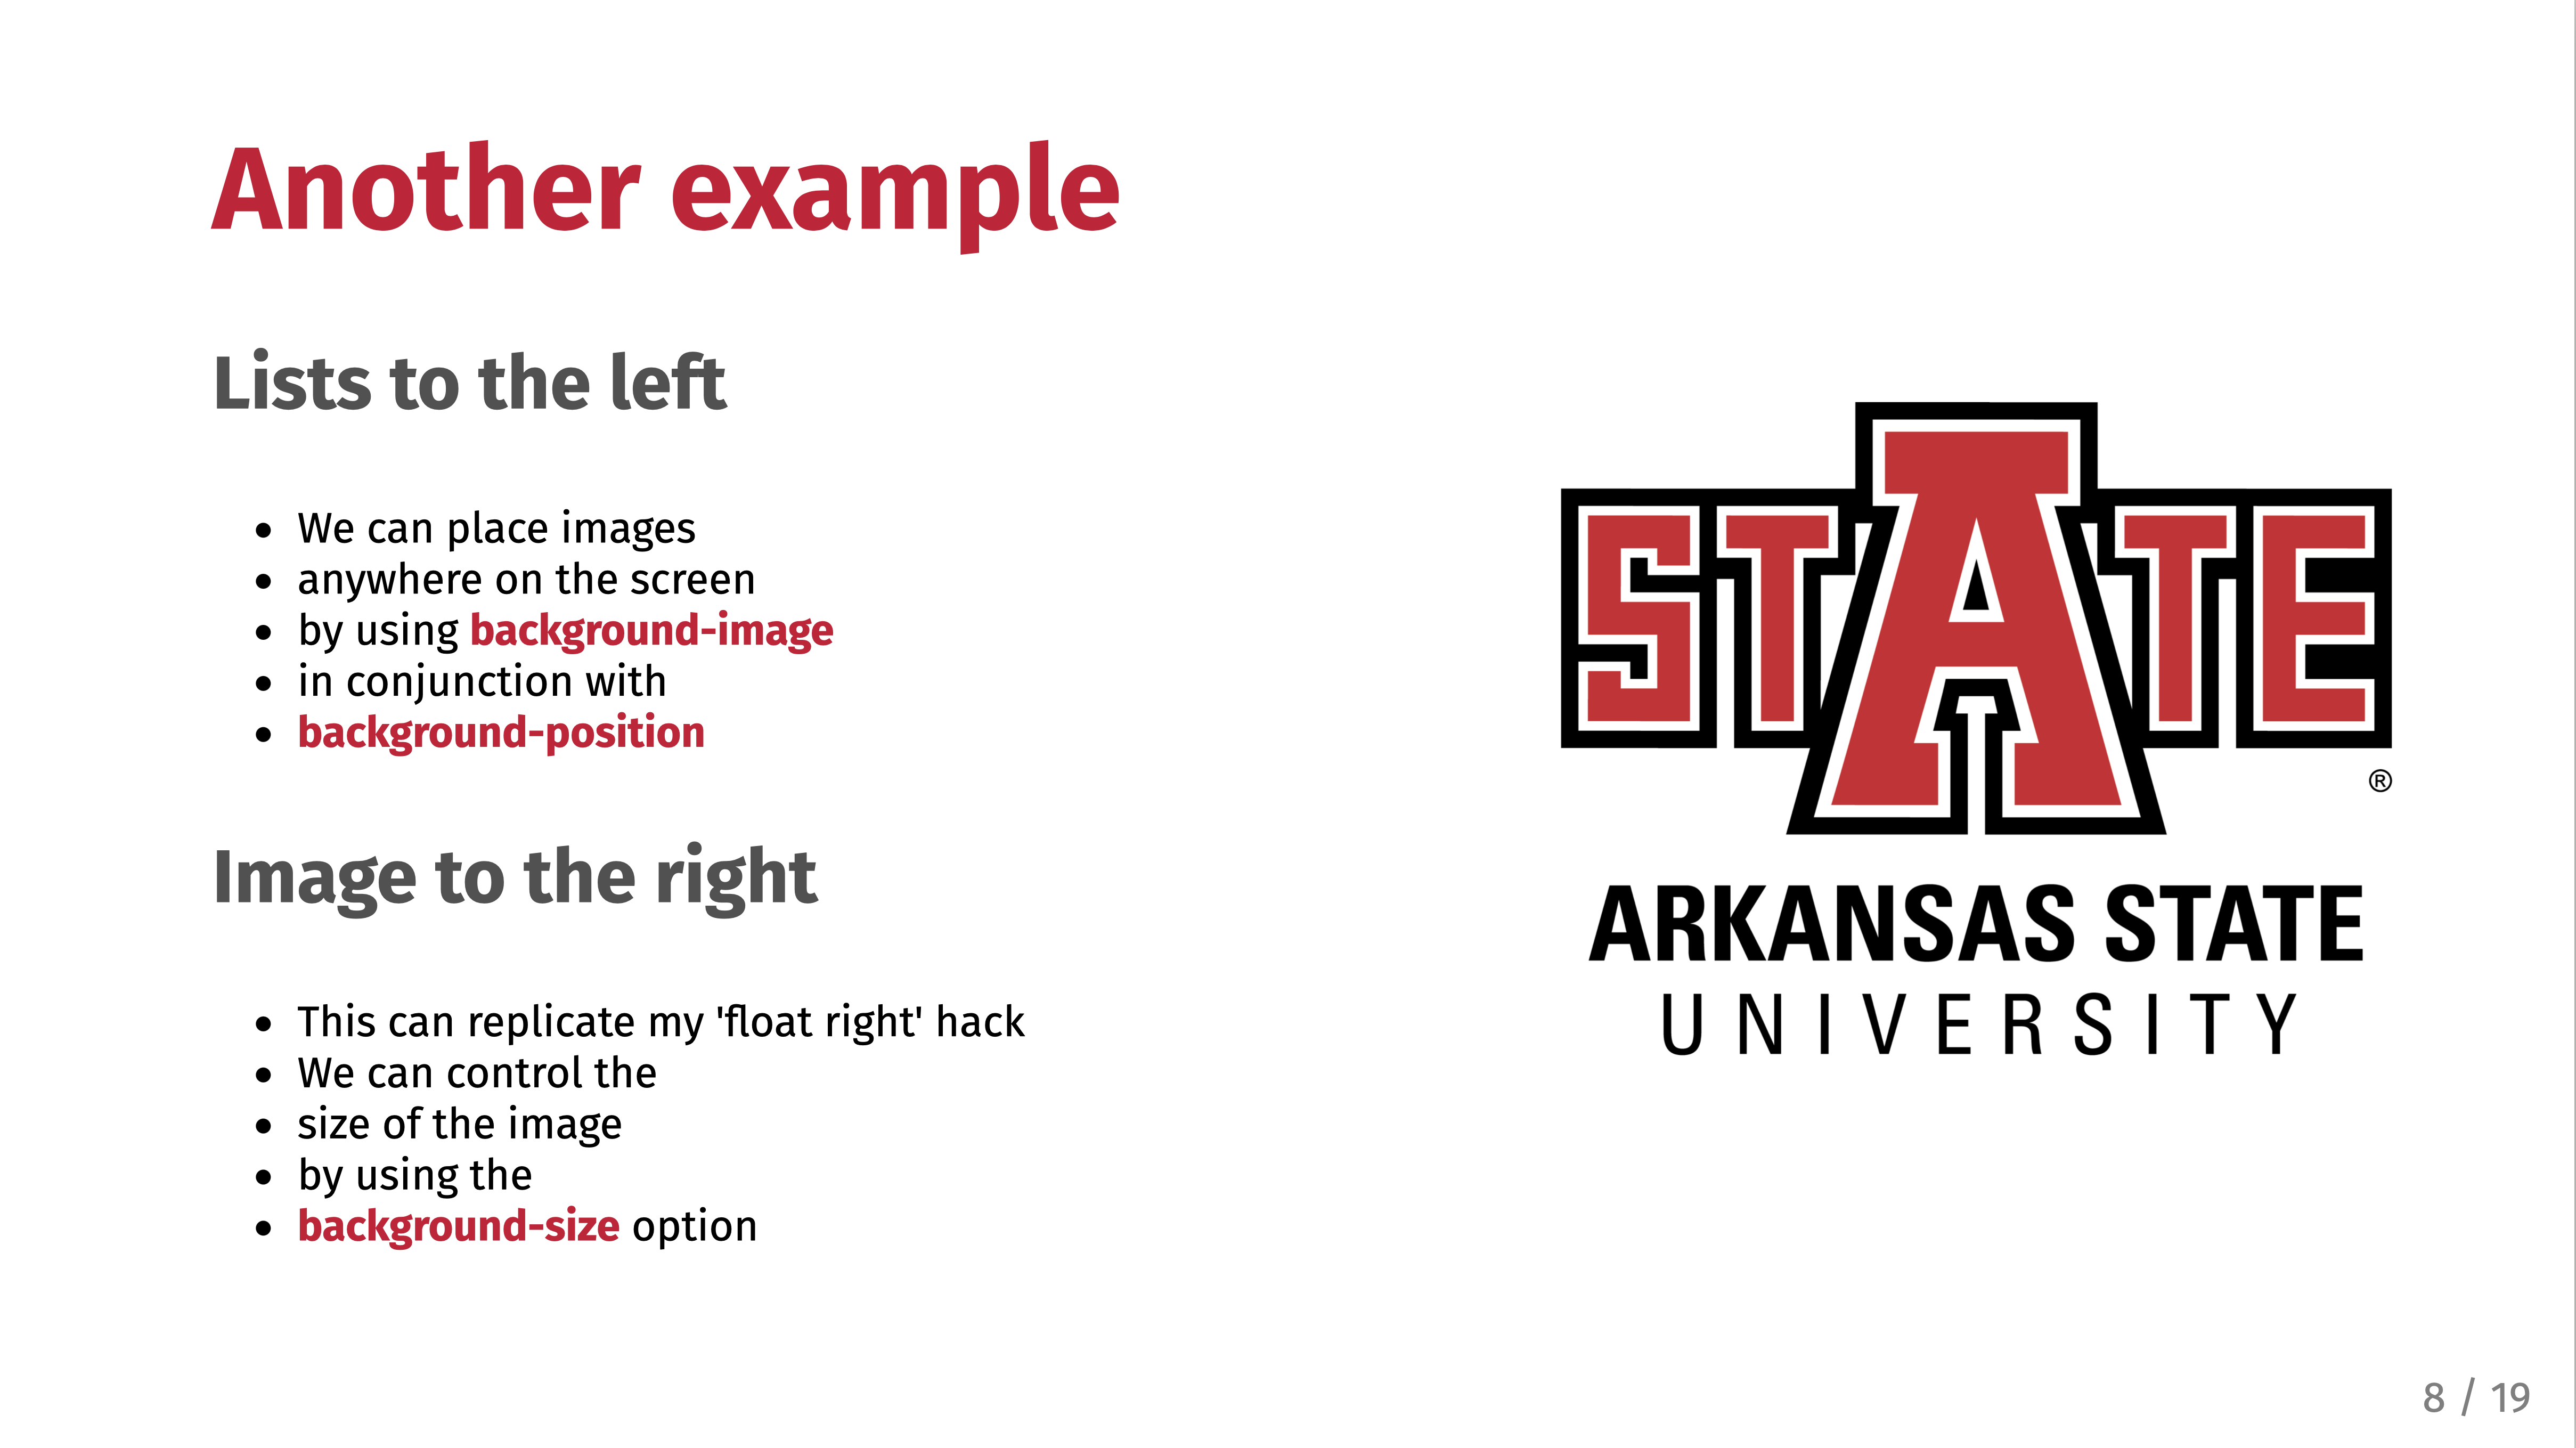 Another example
Lists to the left
• We can place images
• anywhere on the screen
• by using background-image
• in conjunction with
• background-position
Image to the right
• This can replicate my 'float right' hack
• We can control the
• size of the image
• by using the
• background-size option
STATE
®
ARKANSAS STATE
UNIVERSITY
8 / 19